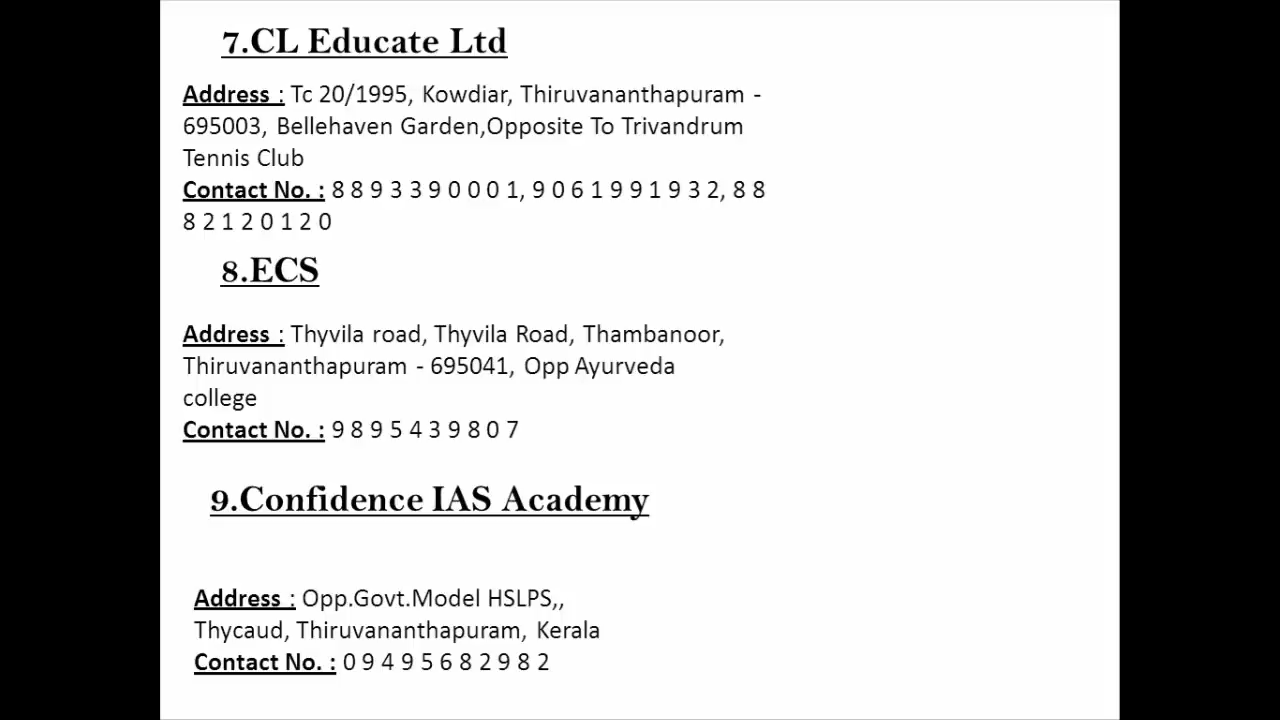 7.CL Educate Ltd
Address : Tc 20/1995, Kowdiar, Thiruvananthapuram -
695003, Bellehaven Garden,Opposite To Trivandrum
Tennis Club
Contact No. : 8 8 9 3 3 9 0 0 0 1, 9 0 6 1 9 9 1 9 3 2, 8 8
8 2 1 2 0 1 2 0
8.ECS
Address : Thyvila road, Thyvila Road, Thambanoor,
Thiruvananthapuram - 695041, Opp Ayurveda
college
Contact No. : 9 8 9 5 4 3 9 8 0 7
9.Confidence IAS Academy
Address : Opp.Govt.Model HSLPS,,
Thycaud, Thiruvananthapuram, Kerala
Contact No. : 0 9 4 9 5 6 8 2 9 8 2